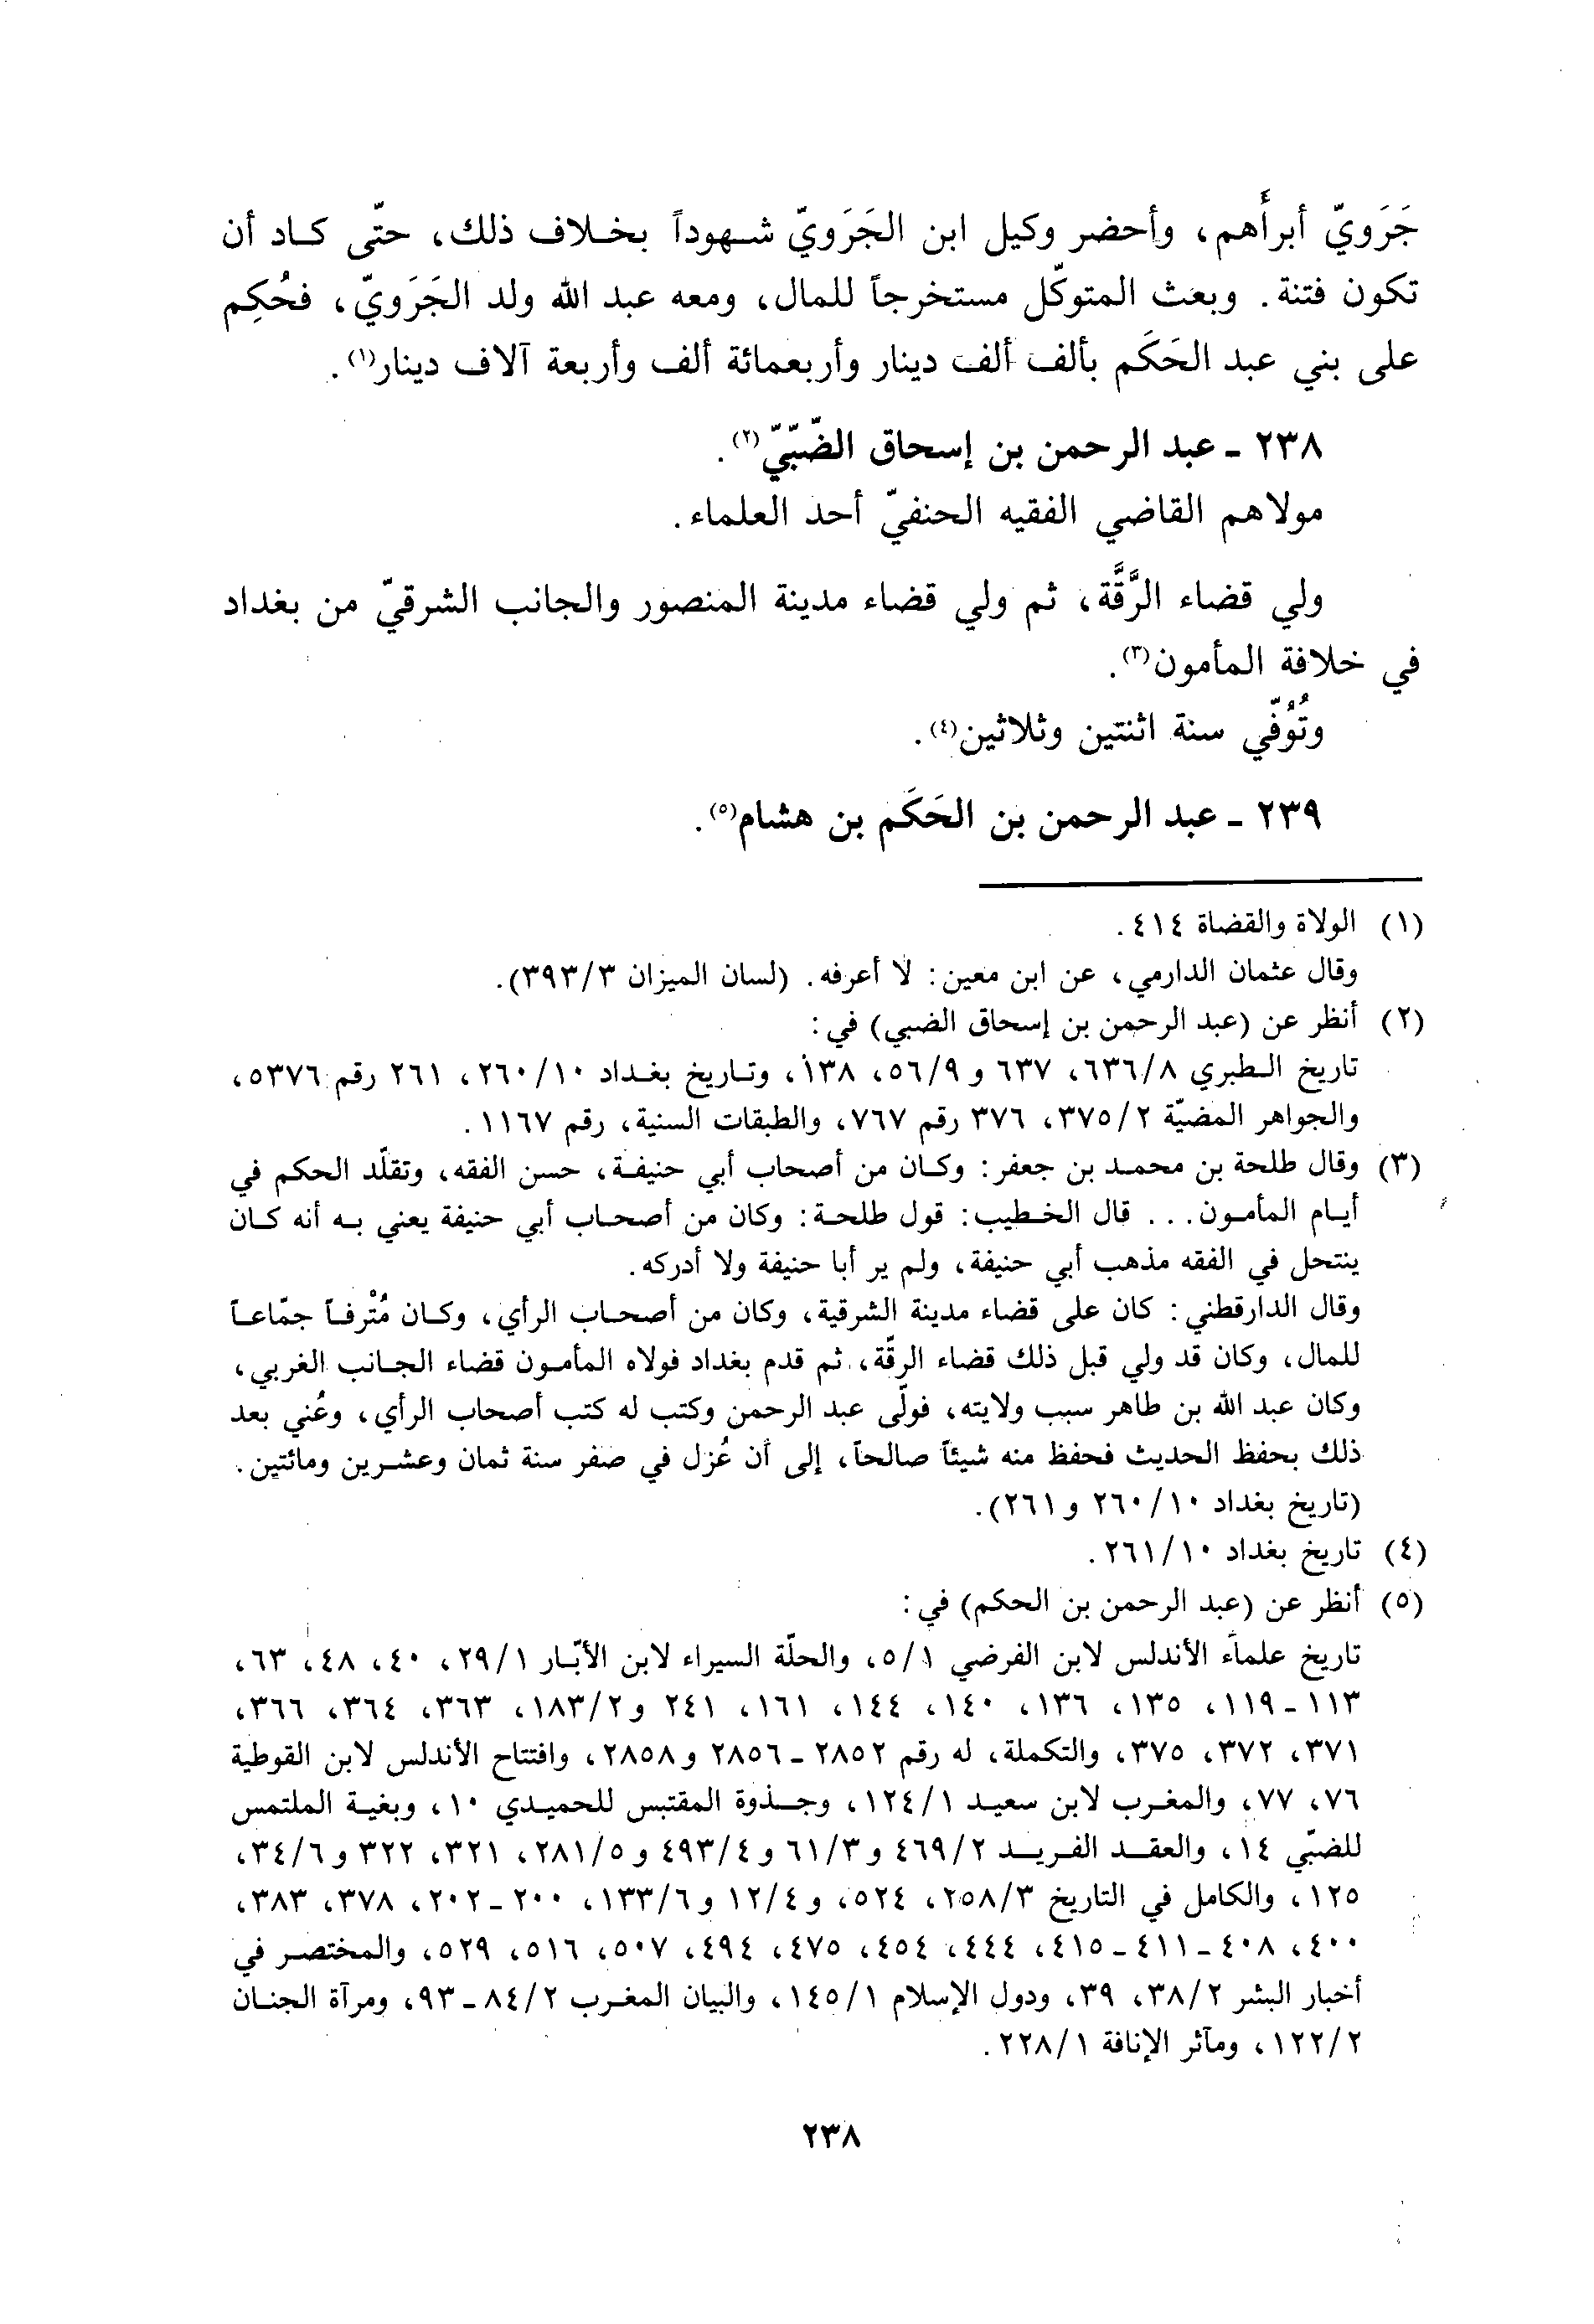 جَرَويّ أبرأَهم، وأحضر وكيل ابن الجَرَويّ شهوداً بخلاف ذلك، حتّى كاد أن
تكون فتنة. وبعث المتوكّل مستخرجاً للمال، ومعه عبد الله ولد الجَرَويّ، فحُكِم
على بني عبد الحَكَم بألف ألف دينار وأربعمائة ألف وأربعة آلاف دينار(١).
٢٣٨ - عبد الرحمن بن إسحاق الضّبّيّ(٢).
مولاهم القاضي الفقيه الحنفيّ أحد العلماء.
ولي قضاء الرَّقَّة، ثم ولي قضاء مدينة المنصور والجانب الشرقيّ من بغداد
في خلافة المأمون(٣).
وتُوُفّي سنة اثنتين وثلاثين(٤).
٢٣٩ - عبد الرحمن بن الحَكَم بن هشام(٥).
(١) الولاة والقضاة ٤١٤.
وقال عثمان الدارمي، عن ابن معين: لا أعرفه. (لسان الميزان ٣/٣٩٣).
(٢) أنظر عن (عبد الرحمن بن إسحاق الضبي) في:
تاريخ الطبري ٨/٦٣٦، ٦٣٧ و ٩/٥٦، ١٣٨، وتاريخ بغداد ١٠/٢٦٠، ٢٦١ رقم ٥٣٧٦،
والجواهر المضيّة ٢/٣٧٥، ٣٧٦ رقم ٧٦٧، والطبقات السنية، رقم ١١٦٧.
(٣) وقال طلحة بن محمد بن جعفر: وكان من أصحاب أبي حنيفة، حسن الفقه، وتقلّد الحكم في
أيام المأمون... قال الخطيب: قول طلحة: وكان من أصحاب أبي حنيفة يعني به أنه كان
ينتحل في الفقه مذهب أبي حنيفة، ولم ير أبا حنيفة ولا أدركه.
وقال الدارقطني: كان على قضاء مدينة الشرقية، وكان من أصحاب الرأي، وكان مُتْرفاً جمّاعاً
للمال، وكان قد ولي قبل ذلك قضاء الرقّة، ثم قدم بغداد فولاه المأمون قضاء الجانب الغربي،
وكان عبد الله بن طاهر سبب ولايته، فولّى عبد الرحمن وكتب له كتب أصحاب الرأي، وعُني بعد
ذلك بحفظ الحديث فحفظ منه شيئاً صالحاً، إلى أن عُزل في صفر سنة ثمان وعشرين ومائتين.
(تاريخ بغداد ١٠/٢٦٠ و٢٦١).
(٤) تاريخ بغداد ١٠/٢٦١.
(٥) أنظر عن (عبد الرحمن بن الحكم) في:
تاريخ علماء الأندلس لابن الفرضي ١/٥، والحلّة السيراء لابن الأبّار ١/٢٩، ٤٠، ٤٨، ٦٣،
١١٣ - ١١٩، ١٣٥، ١٣٦، ١٤٠، ١٤٤، ١٦١، ٢٤١ و٢/١٨٣، ٣٦٣، ٣٦٤، ٣٦٦،
٣٧١، ٣٧٢، ٣٧٥، والتكملة، له رقم ٢٨٥٢ - ٢٨٥٦ و٢٨٥٨، وافتتاح الأندلس لابن القوطية
٧٦، ٧٧، والمغرب لابن سعيد ١/١٢٤، وجذوة المقتبس للحميدي ١٠، وبغية الملتمس
للضبّي ١٤، والعقد الفريد ٢/٤٦٩ و٣/٦١ و٤/٤٩٣ و٥/٢٨١، ٣٢١، ٣٢٢ و٦/٣٤،
١٢٥، والكامل في التاريخ ٣/٢٥٨، ٥٢٤، و٤/١٢ و٦/١٣٣، ٢٠٠ - ٢٠٢، ٣٧٨، ٣٨٣،
٤٠٠، ٤٠٨ - ٤١١ - ٤١٥، ٤٤٤، ٤٥٤، ٤٧٥، ٤٩٤، ٥٠٧، ٥١٦، ٥٢٩، والمختصر في
أخبار البشر ٢/٣٨، ٣٩، ودول الإسلام ١/١٤٥، والبيان المغرب ٢/٨٤ - ٩٣، ومرآة الجنان
٢/١٢٢، ومآثر الإنافة ١/٢٢٨.
٢٣٨